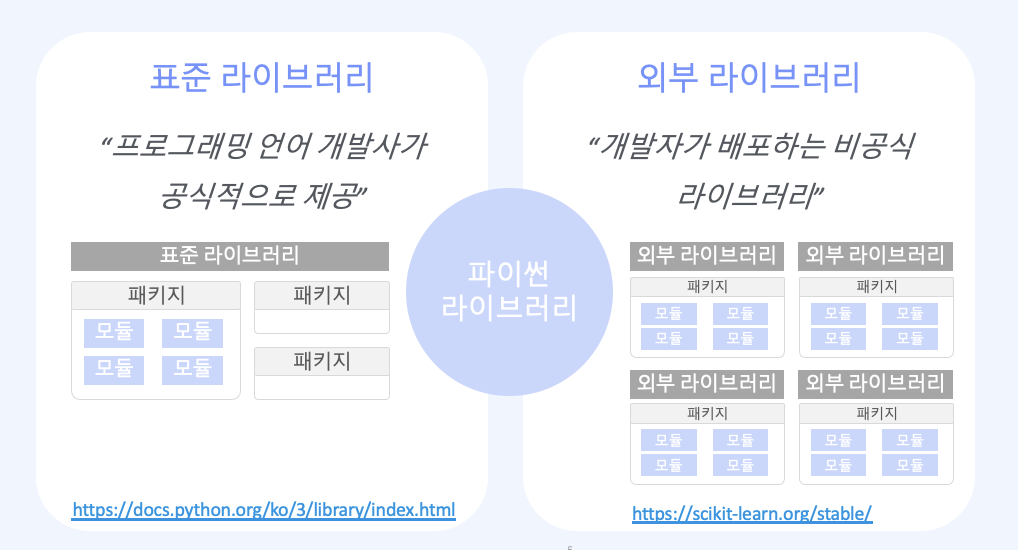 표준 라이브러리
“프로그래밍 언어 개발사가
공식적으로 제공”
표준 라이브러리
패키지
모듈 모듈
모듈 모듈
패키지
패키지
https://docs.python.org/ko/3/library/index.html
파이썬
라이브러리
외부 라이브러리
“개발자가 배포하는 비공식
라이브러리”
외부 라이브러리
패키지
모듈 모듈
모듈 모듈
외부 라이브러리
패키지
모듈 모듈
모듈 모듈
외부 라이브러리
패키지
모듈 모듈
모듈 모듈
외부 라이브러리
패키지
모듈 모듈
모듈 모듈
https://scikit-learn.org/stable/